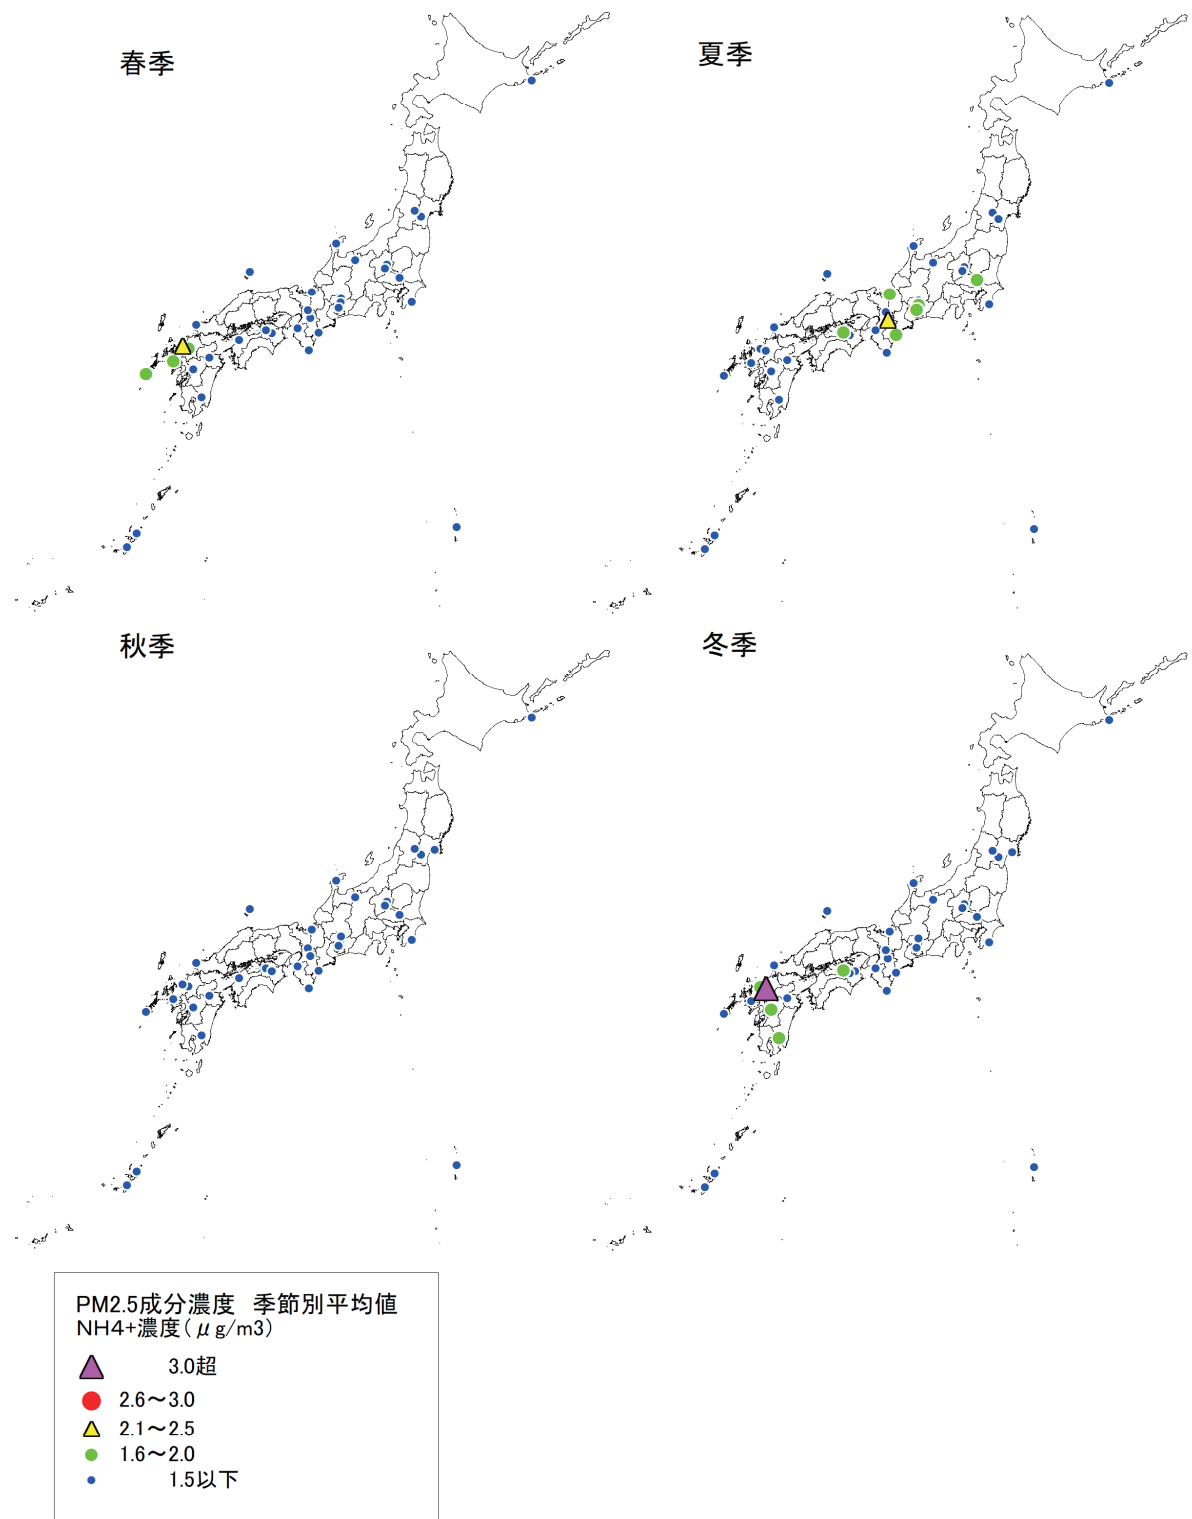 春季
夏季
秋季
冬季
PM2.5成分濃度 季節別平均値
NH4+濃度(μg/m3)
3.0超
2.6～3.0
2.1～2.5
1.6～2.0
1.5以下